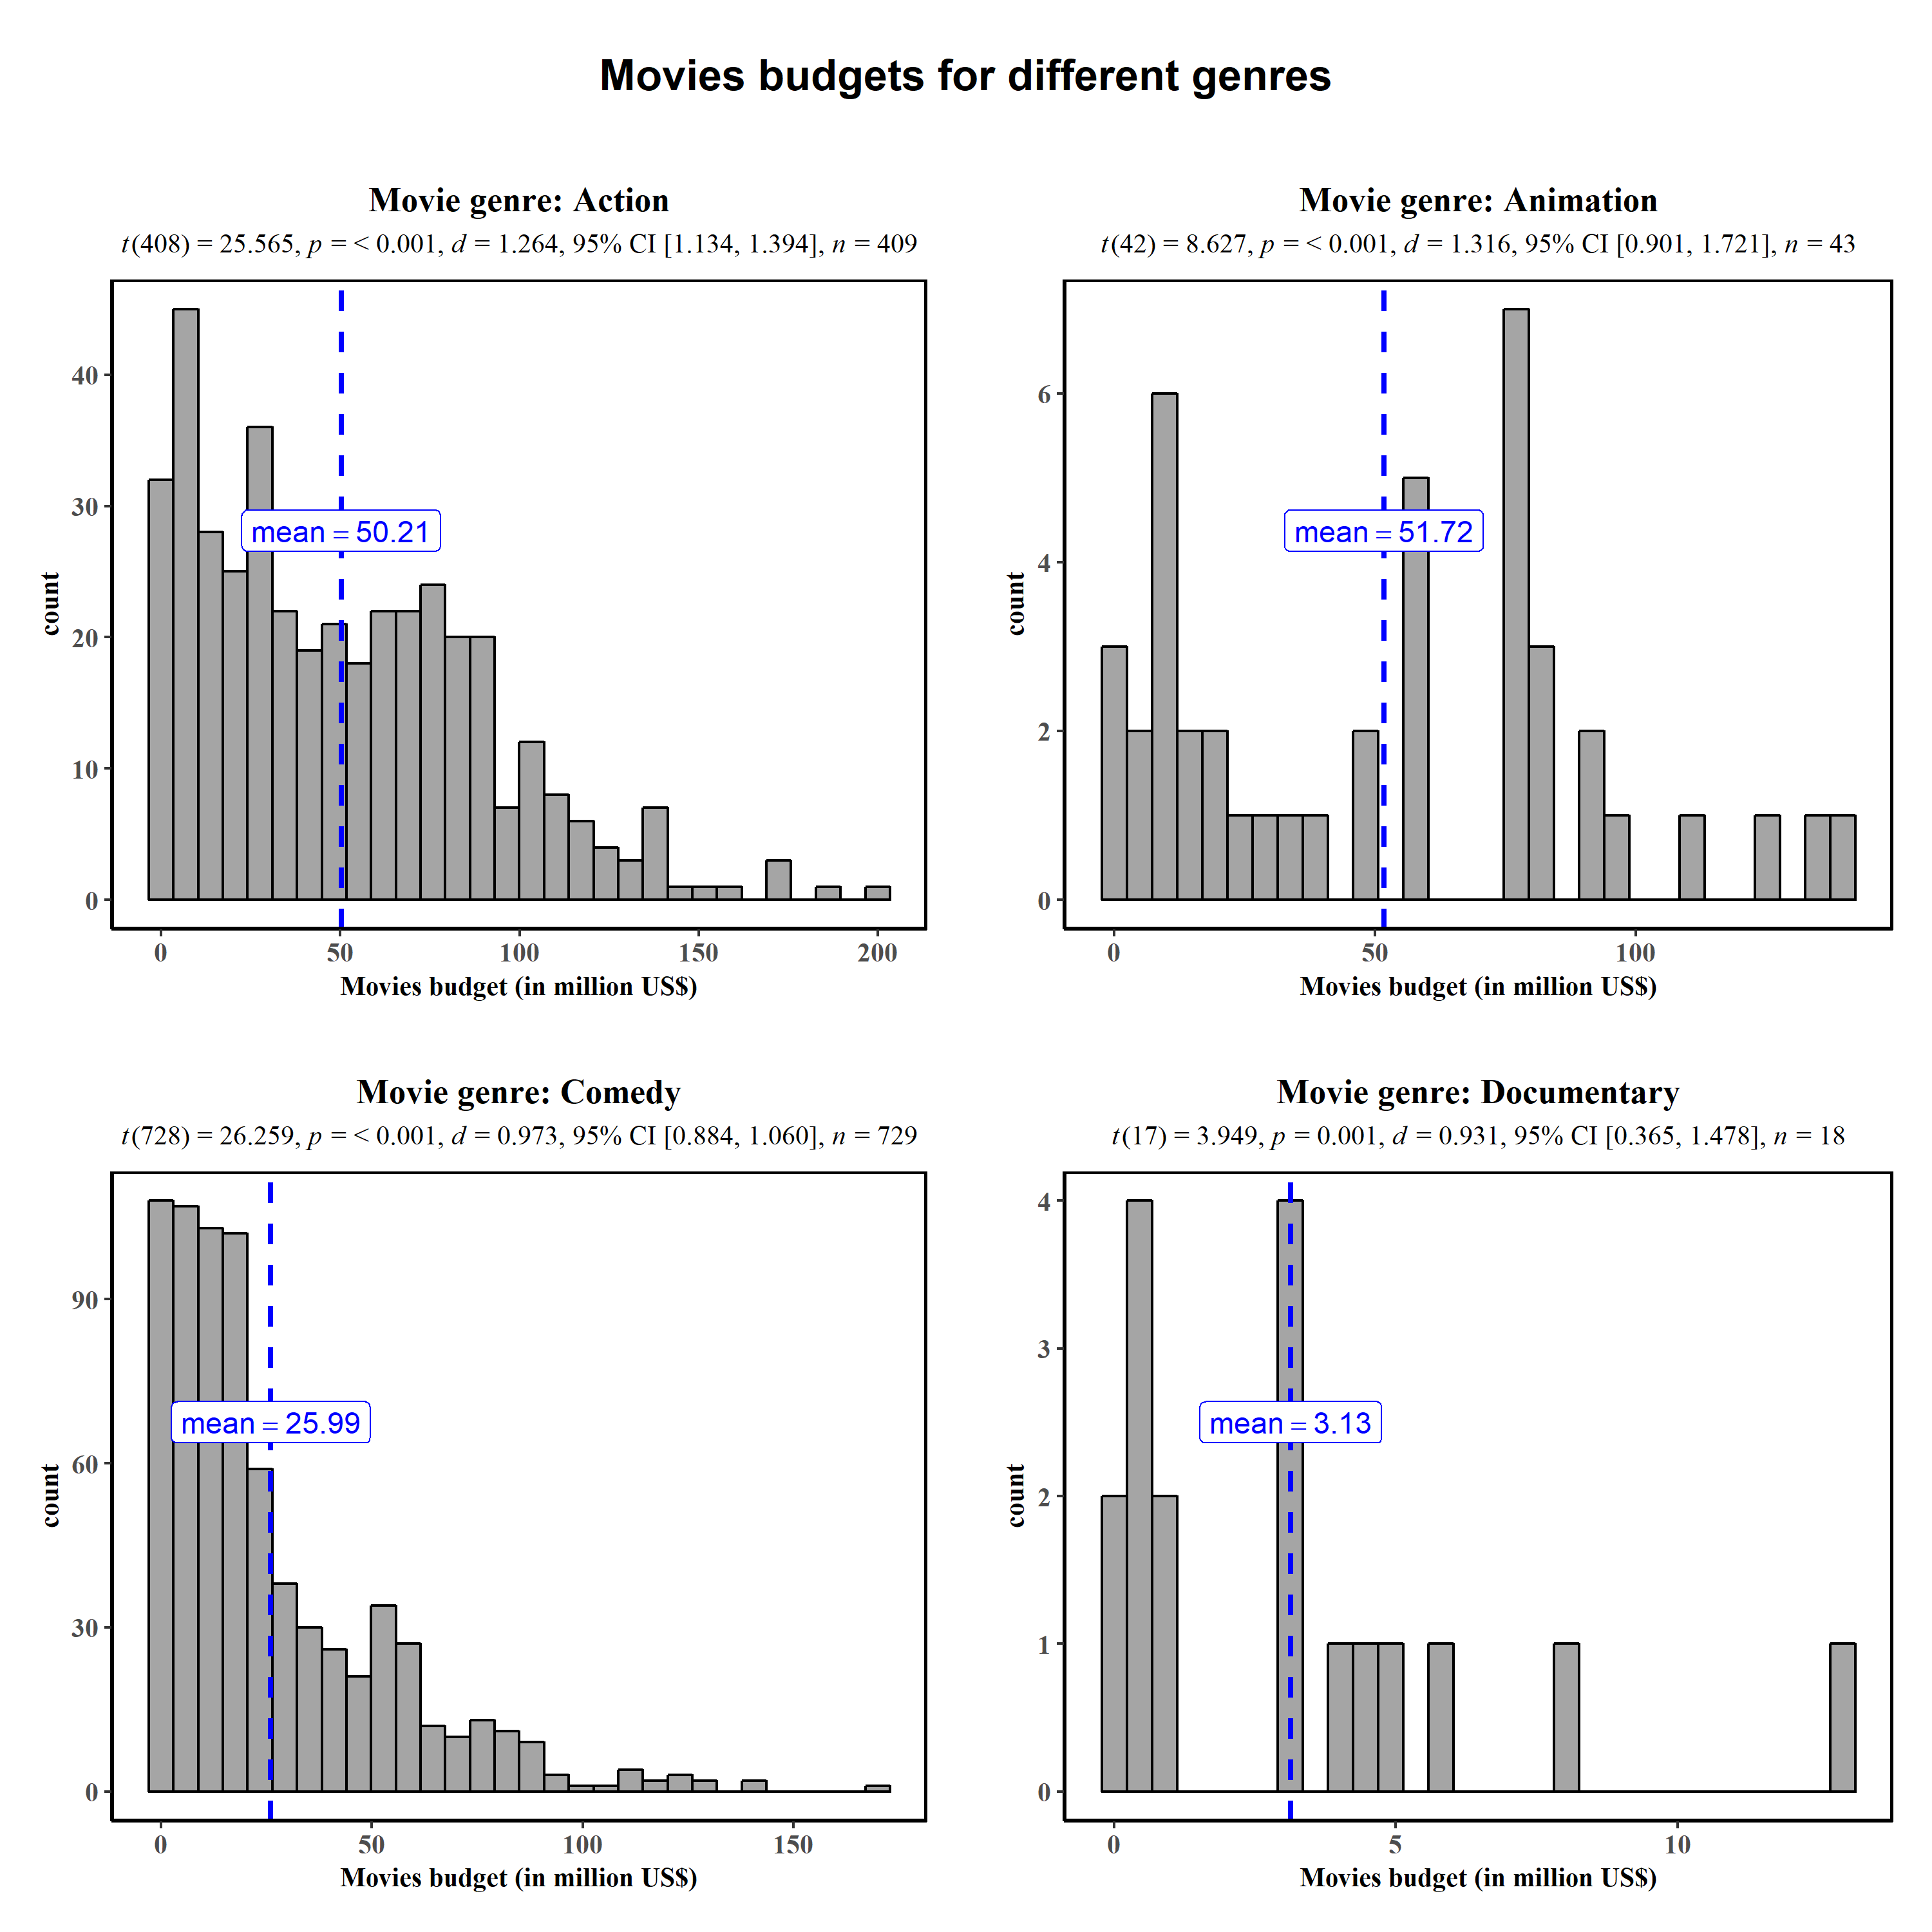 Movies budgets for different genres
Movie genre: Action
t(408) = 25.565, p = < 0.001, d = 1.264, 95% CI [1.134, 1.394], n = 409
40
30
20
10
0
count
mean = 50.21
0 50 100 150 200
Movies budget (in million US$)
Movie genre: Animation
t(42) = 8.627, p = < 0.001, d = 1.316, 95% CI [0.901, 1.721], n = 43
6
4
2
0
count
mean = 51.72
0 50 100
Movies budget (in million US$)
Movie genre: Comedy
t(728) = 26.259, p = < 0.001, d = 0.973, 95% CI [0.884, 1.060], n = 729
90
60
30
0
count
mean = 25.99
0 50 100 150
Movies budget (in million US$)
Movie genre: Documentary
t(17) = 3.949, p = 0.001, d = 0.931, 95% CI [0.365, 1.478], n = 18
4
3
2
1
0
count
mean = 3.13
0 5 10
Movies budget (in million US$)